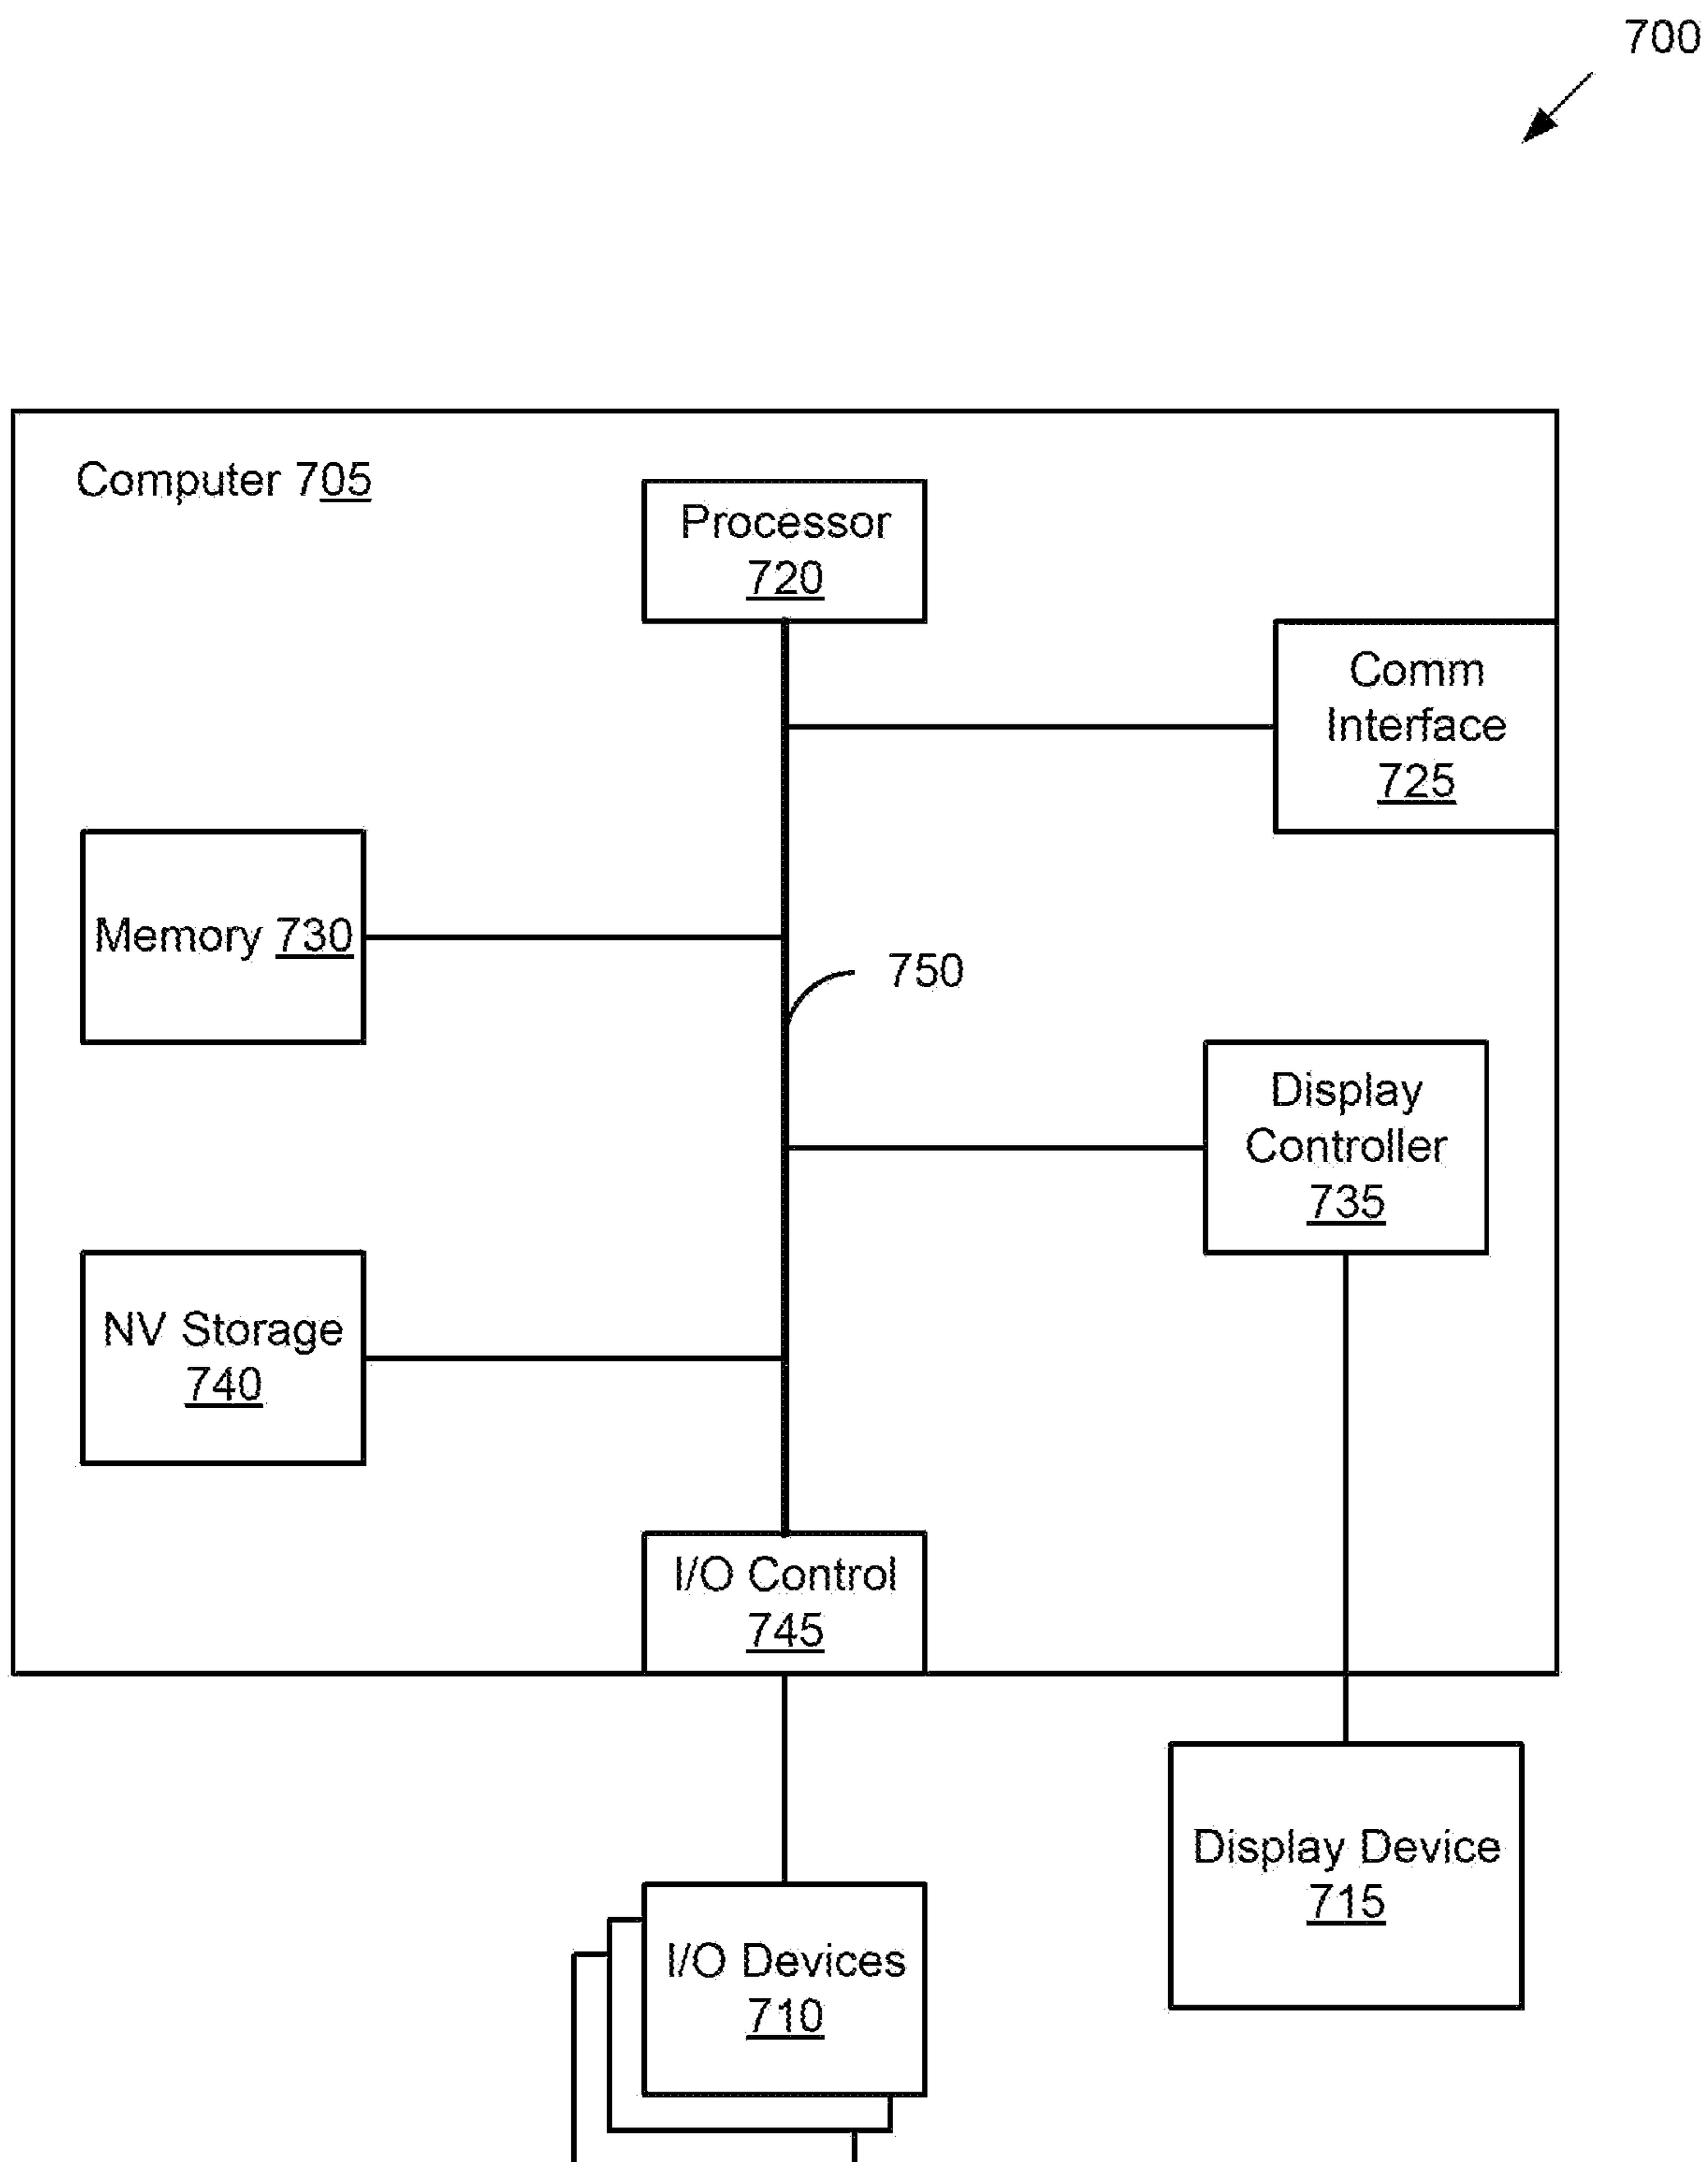 700
Computer 705
Processor
720
Comm
Interface
725
Memory 730
750
Display
Controller
735
NV Storage
740
I/O Control
745
Display Device
715
I/O Devices
710